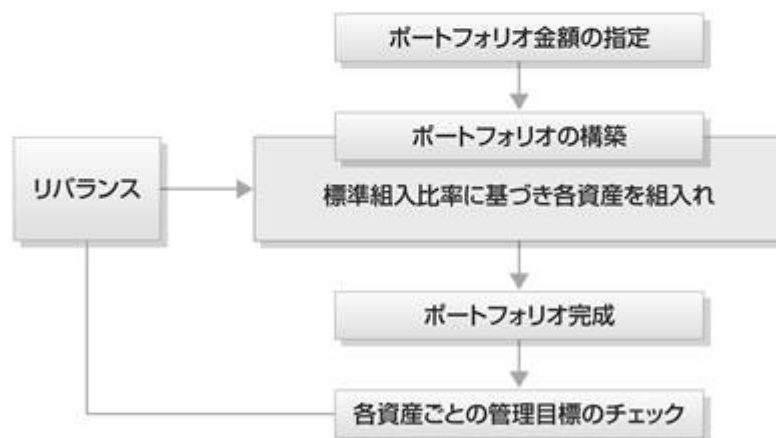 ポートフォリオ金額の指定
ポートフォリオの構築
リバランス
標準組入比率に基づき各資産を組入れ
ポートフォリオ完成
各資産ごとの管理目標のチェック